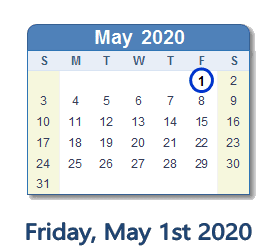 May 2020
S M T W T F S
1 2
3 4 5 6 7 8 9
10 11 12 13 14 15 16
17 18 19 20 21 22 23
24 25 26 27 28 29 30
31
Friday, May 1st 2020